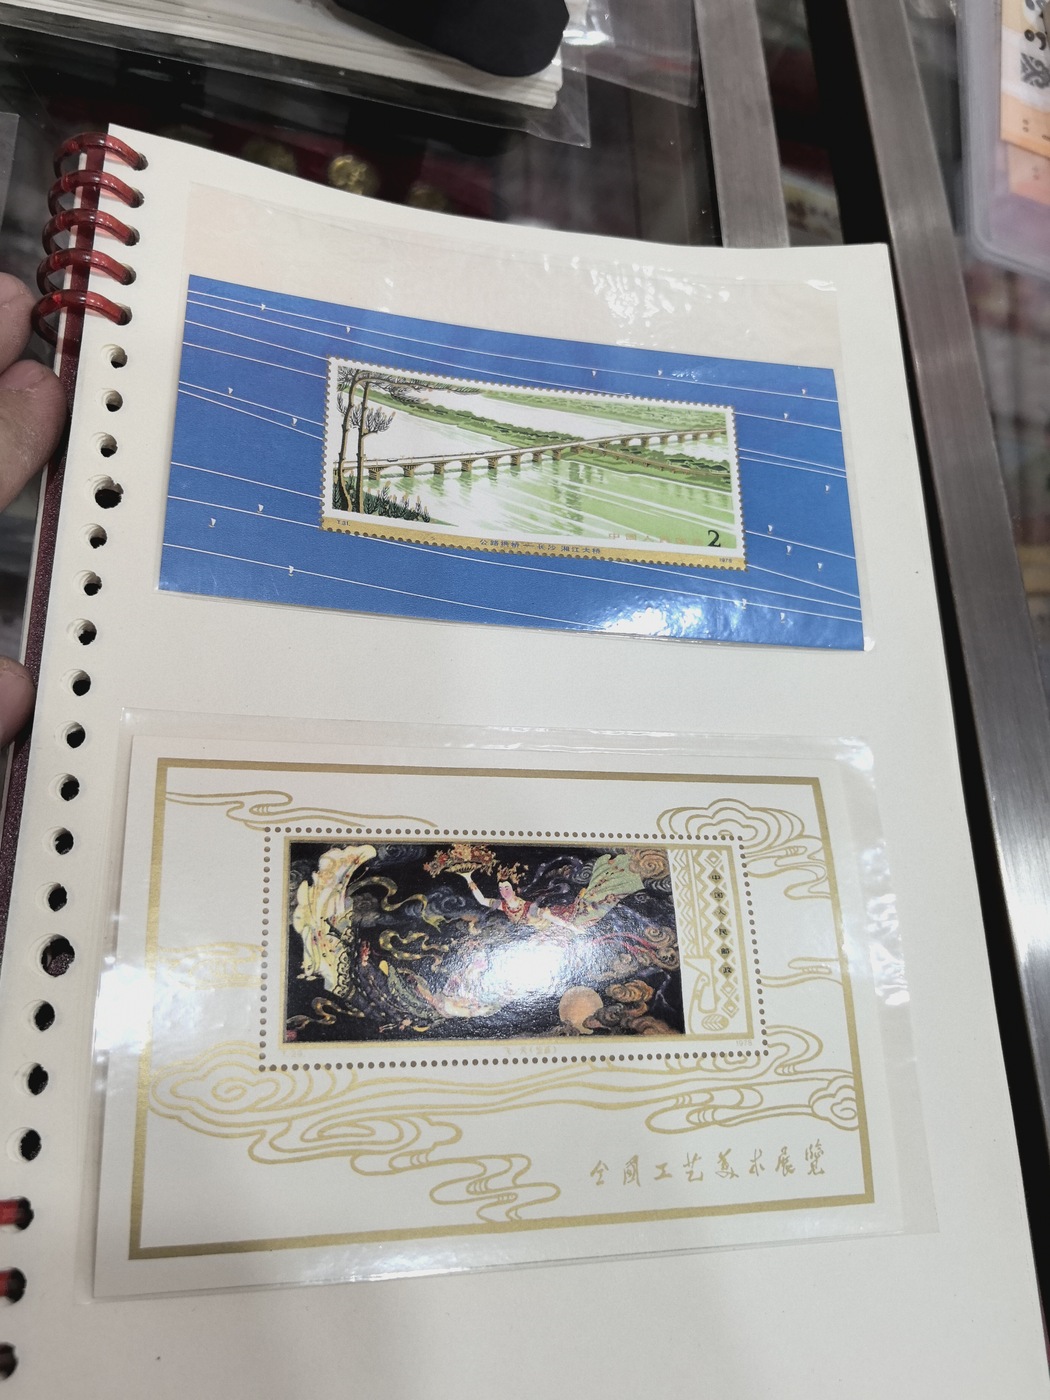 中国人民邮政
2
T.31
公路拱桥—长沙 湘江大桥
1978
中国人民邮政
1978
全国工艺美术展览